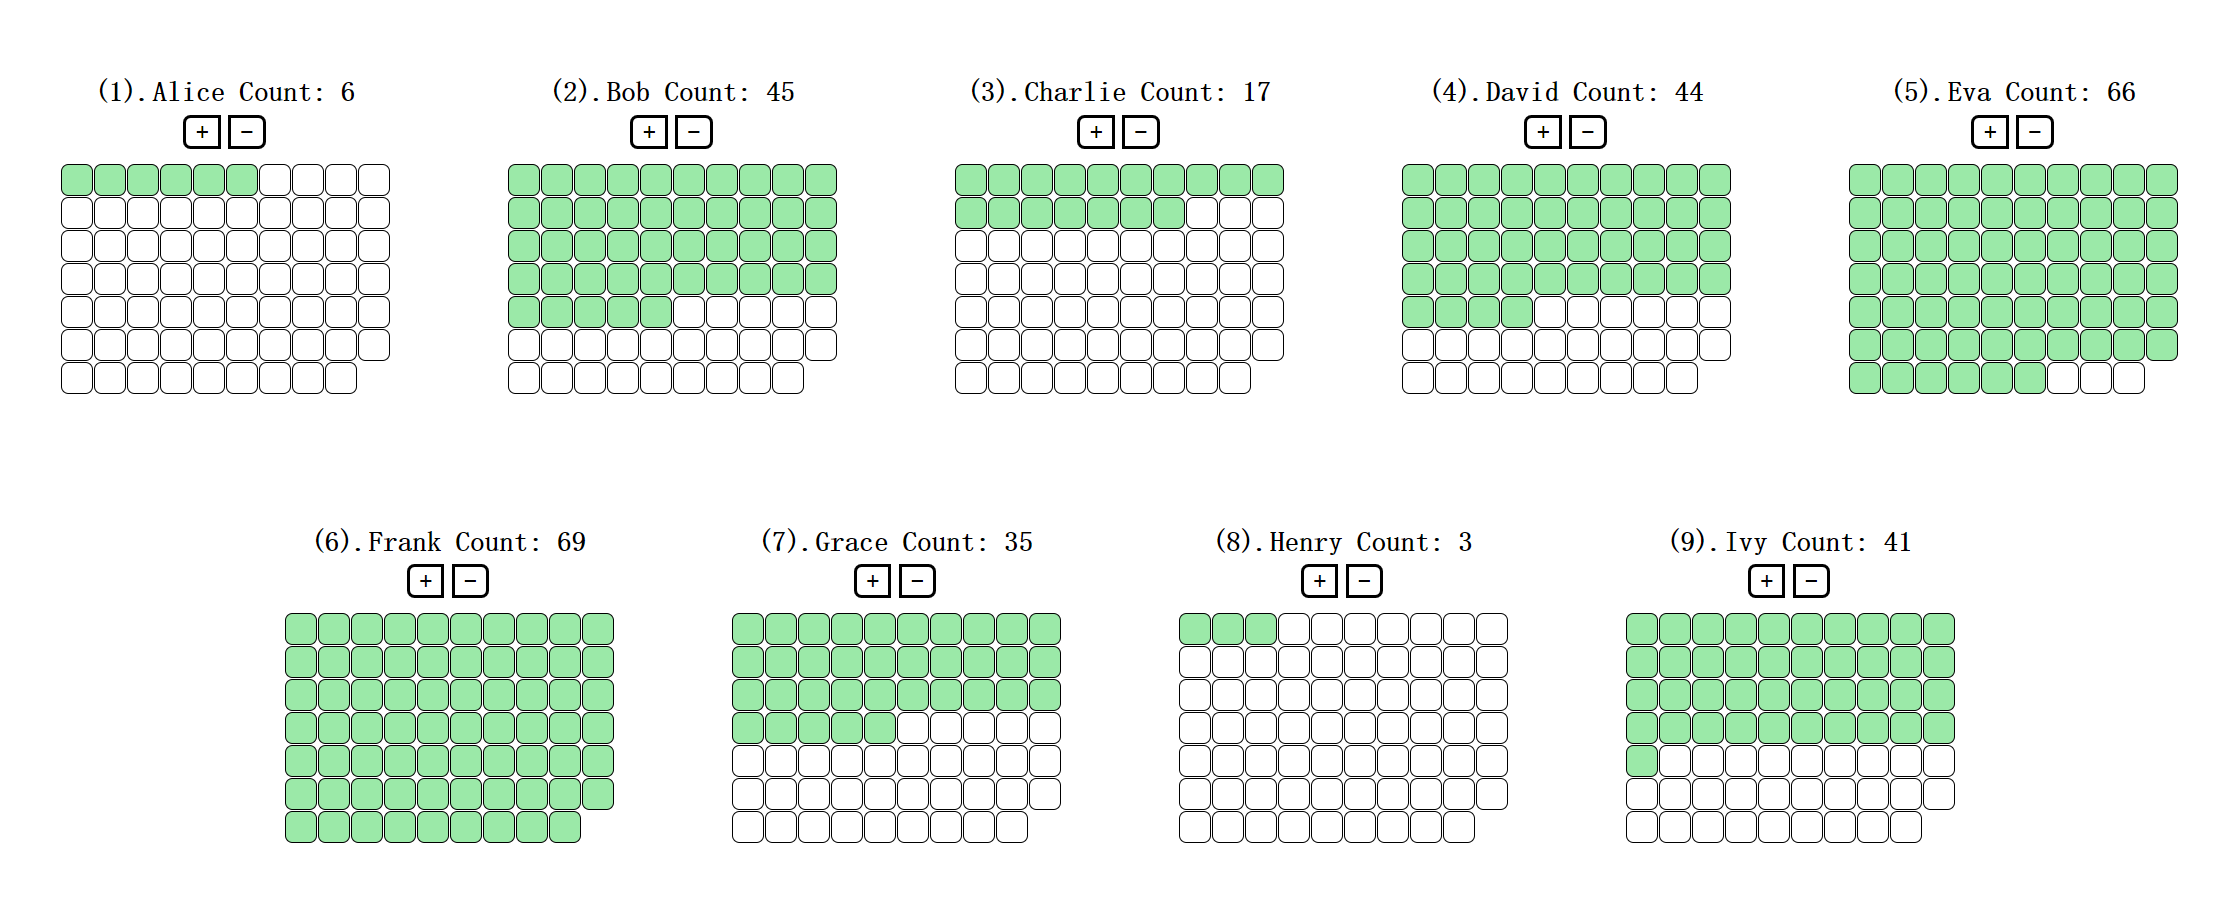 (1).Alice Count: 6
+ −
(2).Bob Count: 45
+ −
(3).Charlie Count: 17
+ −
(4).David Count: 44
+ −
(5).Eva Count: 66
+ −
(6).Frank Count: 69
+ −
(7).Grace Count: 35
+ −
(8).Henry Count: 3
+ −
(9).Ivy Count: 41
+ −